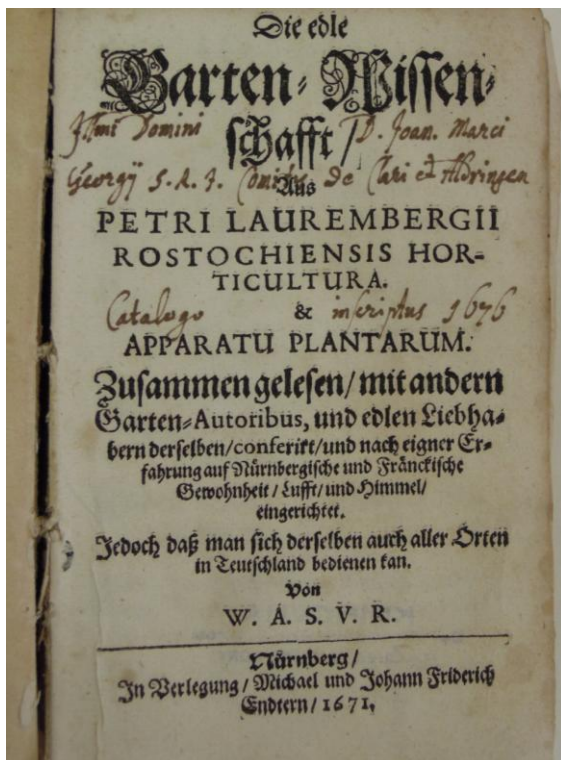 Die edle
Garten-Wissen-
schafft /
Illmi Domini D. Joan. Marci
Georgÿ S. R. I. Comitis De Clari et Aldringen
Aus
PETRI LAUREMBERGII
ROSTOCHIENSIS HOR-
TICULTURA.
&
Catalogo inscriptus 1676
APPARATU PLANTARUM.
Zusammen gelesen / mit andern
Garten-Autoribus, und edlen Liebha-
bern derselben / conferirt / und nach eigner Er-
fahrung auf Nürnbergische und Fränckische
Gewohnheit / Lufft / und Himmel /
eingerichtet.
Jedoch daß man sich derselben auch aller Orten
in Teutschland bedienen kan.
Von
W. A. S. V. R.
Nürnberg /
In Verlegung / Michael und Johann Friderich
Endtern / 1671.